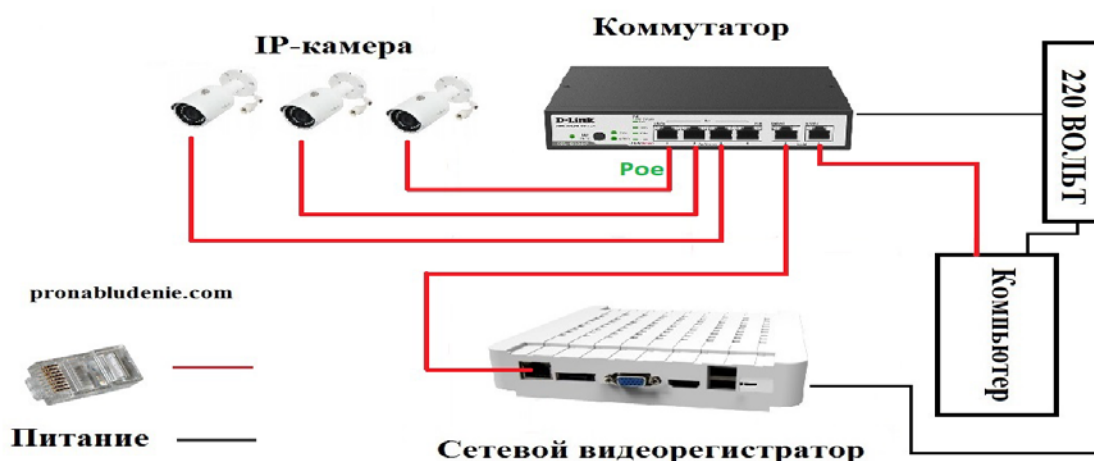 IP-камера
Коммутатор
D-Link
Poe
220 ВОЛЬТ
Компьютер
pronabludenie.com
Питание
Сетевой видеорегистратор